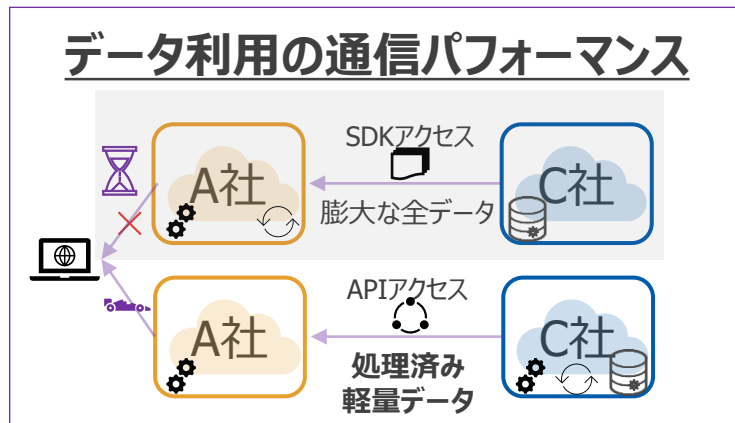 データ利用の通信パフォーマンス
SDKアクセス
A社
C社
膨大な全データ
APIアクセス
A社
C社
処理済み
軽量データ